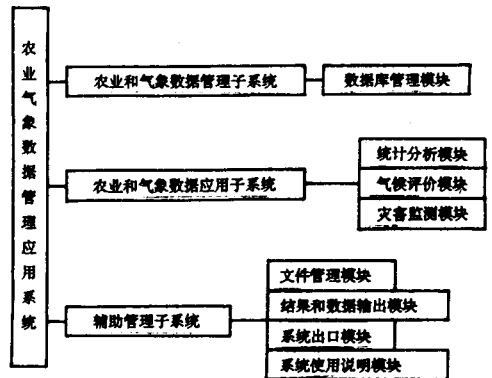 农业气象数据管理应用系统
农业和气象数据管理子系统
数据库管理模块
农业和气象数据应用子系统
统计分析模块
气候评价模块
灾害监测模块
辅助管理子系统
文件管理模块
结果和数据输出模块
系统出口模块
系统使用说明模块